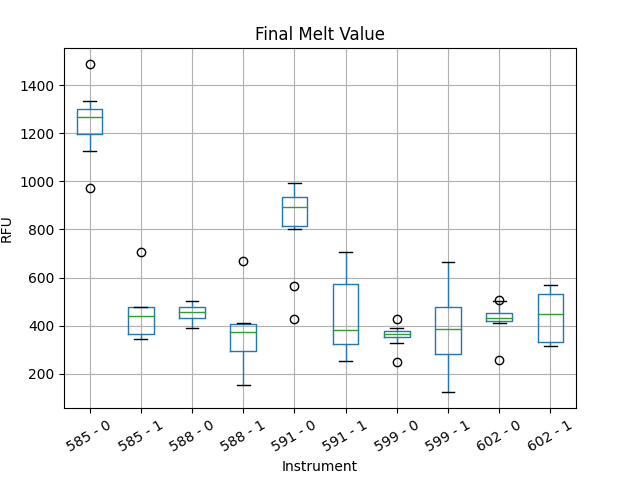 Final Melt Value
1400
1200
1000
800
600
400
200
RFU
585 - 0
585 - 1
588 - 0
588 - 1
591 - 0
591 - 1
599 - 0
599 - 1
602 - 0
602 - 1
Instrument